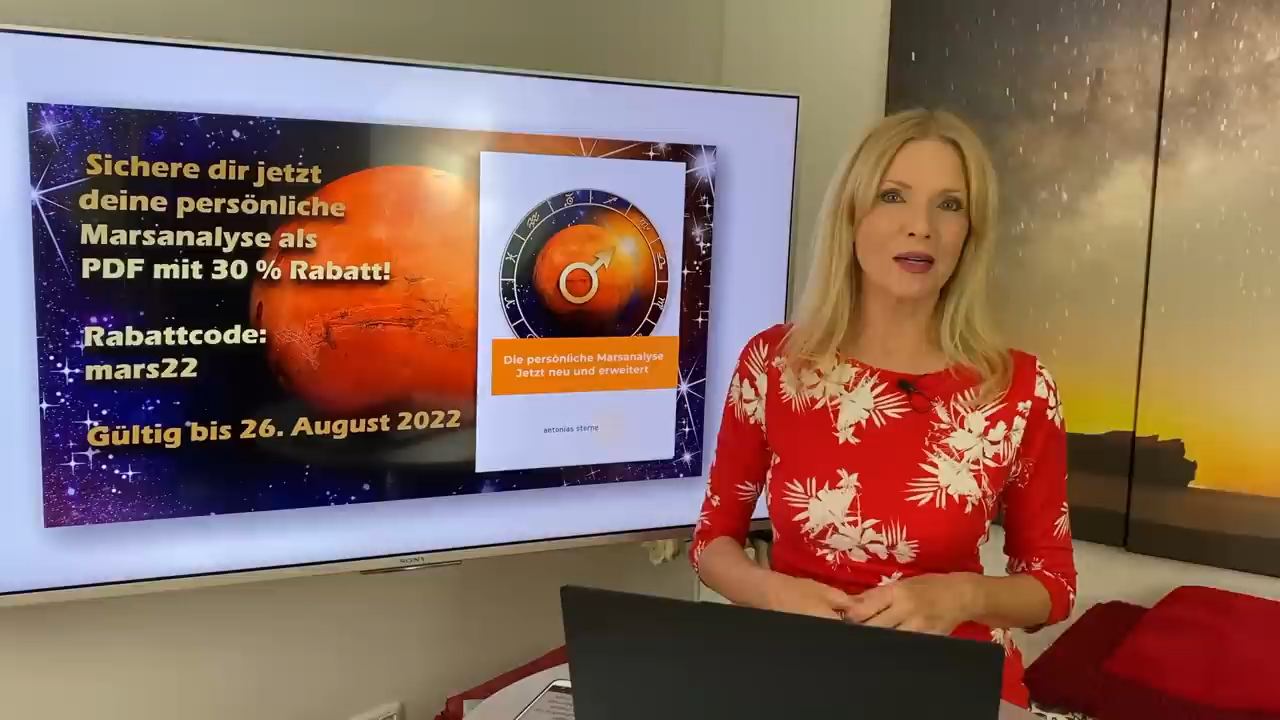 Sichere dir jetzt
deine persönliche
Marsanalyse als
PDF mit 30 % Rabatt!
Rabattcode:
mars22
Gültig bis 26. August 2022
Die persönliche Marsanalyse
Jetzt neu und erweitert
antonias sterne
SONY